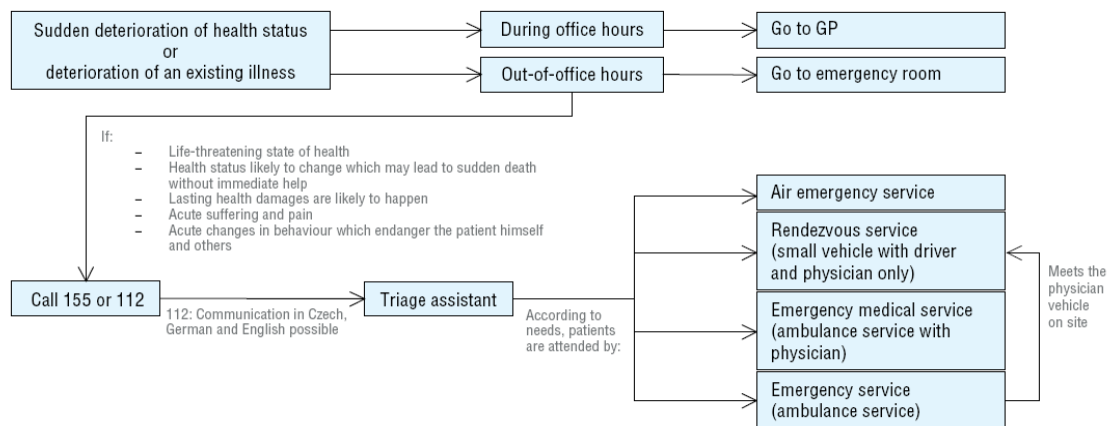 Sudden deterioration of health status
or
deterioration of an existing illness
During office hours
Go to GP
Out-of-office hours
Go to emergency room
If:
– Life-threatening state of health
– Health status likely to change which may lead to sudden death
without immediate help
– Lasting health damages are likely to happen
– Acute suffering and pain
– Acute changes in behaviour which endanger the patient himself
and others
Call 155 or 112
112: Communication in Czech,
German and English possible
Triage assistant
According to
needs, patients
are attended by:
Air emergency service
Rendezvous service
(small vehicle with driver
and physician only)
Emergency medical service
(ambulance service with
physician)
Emergency service
(ambulance service)
Meets the
physician
vehicle
on site